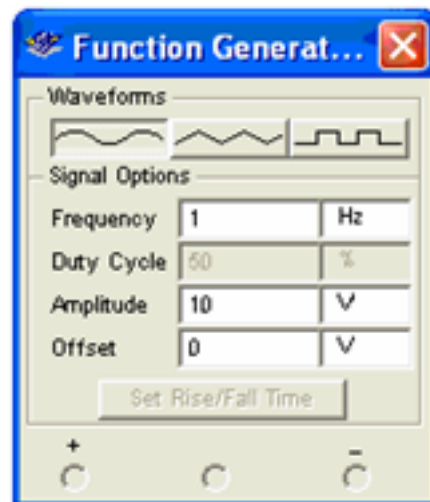 Function Generat...
Waveforms
Signal Options
Frequency 1 Hz
Duty Cycle 50 %
Amplitude 10 V
Offset 0 V
Set Rise/Fall Time
+ −